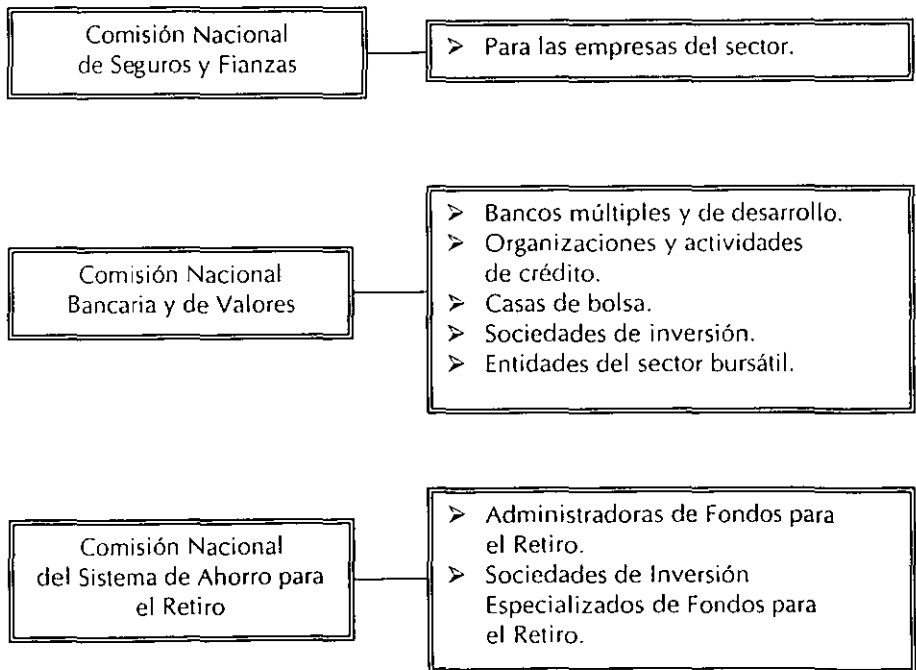 Comisión Nacional
de Seguros y Fianzas
➢ Para las empresas del sector.
Comisión Nacional
Bancaria y de Valores
➢ Bancos múltiples y de desarrollo.
➢ Organizaciones y actividades
de crédito.
➢ Casas de bolsa.
➢ Sociedades de inversión.
➢ Entidades del sector bursátil.
Comisión Nacional
del Sistema de Ahorro para
el Retiro
➢ Administradoras de Fondos para
el Retiro.
➢ Sociedades de Inversión
Especializados de Fondos para
el Retiro.